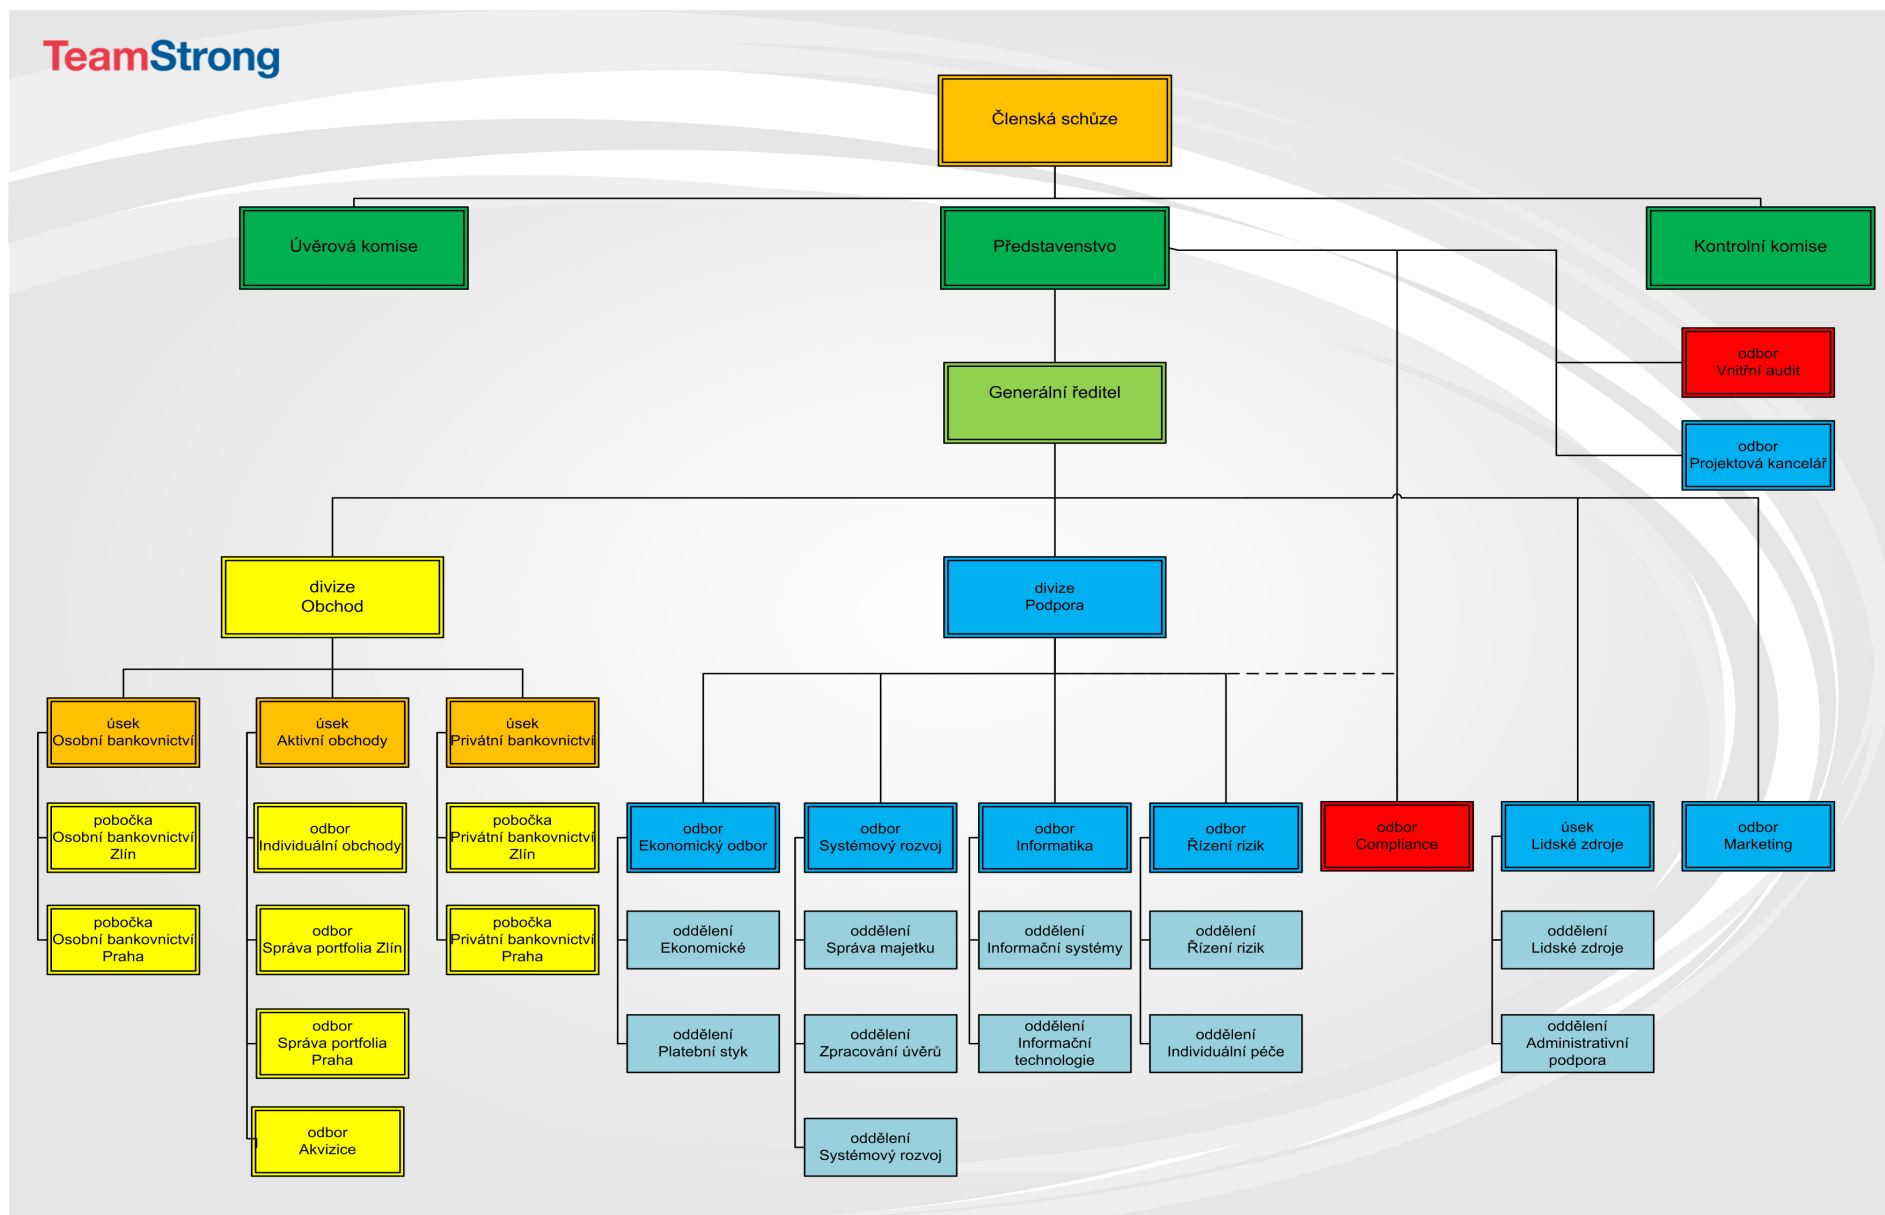 TeamStrong
Členská schůze
Úvěrová komise
Představenstvo
Kontrolní komise
odbor
Vnitřní audit
Generální ředitel
odbor
Projektová kancelář
divize
Obchod
divize
Podpora
úsek
Osobní bankovnictví
úsek
Aktivní obchody
úsek
Privátní bankovnictví
pobočka
Osobní bankovnictví
Zlín
odbor
Individuální obchody
pobočka
Privátní bankovnictví
Zlín
odbor
Ekonomický odbor
odbor
Systémový rozvoj
odbor
Informatika
odbor
Řízení rizik
odbor
Compliance
úsek
Lidské zdroje
odbor
Marketing
pobočka
Osobní bankovnictví
Praha
odbor
Správa portfolia Zlín
pobočka
Privátní bankovnictví
Praha
oddělení
Ekonomické
oddělení
Správa majetku
oddělení
Informační systémy
oddělení
Řízení rizik
oddělení
Lidské zdroje
odbor
Správa portfolia
Praha
oddělení
Platební styk
oddělení
Zpracování úvěrů
oddělení
Informační
technologie
oddělení
Individuální péče
oddělení
Administrativní
podpora
odbor
Akvizice
oddělení
Systémový rozvoj